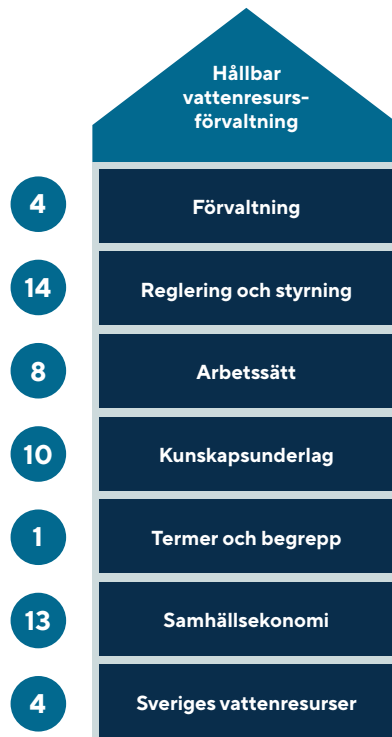 Hållbar
vattenresurs-
förvaltning
4
Förvaltning
14
Reglering och styrning
8
Arbetssätt
10
Kunskapsunderlag
1
Termer och begrepp
13
Samhällsekonomi
4
Sveriges vattenresurser